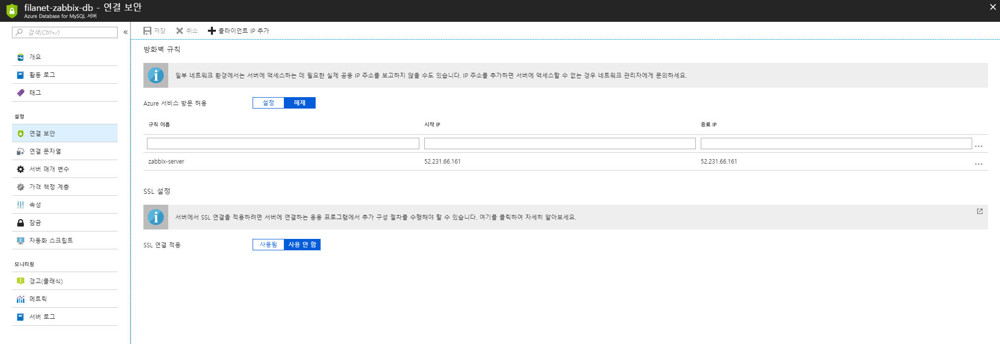 filanet-zabbix-db - 연결 보안
Azure Database for MySQL 서버
검색(Ctrl+/)
개요
활동 로그
태그
설정
연결 보안
연결 문자열
서버 매개 변수
가격 책정 계층
속성
잠금
자동화 스크립트
모니터링
경고(클래식)
메트릭
서버 로그
저장 취소 클라이언트 IP 추가
방화벽 규칙
일부 네트워크 환경에서는 서버에 액세스하는 데 필요한 실제 공용 IP 주소를 보고하지 않을 수도 있습니다. IP 주소를 추가하면 서버에 액세스할 수 없는 경우 네트워크 관리자에게 문의하세요.
Azure 서비스 방문 허용 설정 해제
규칙 이름 시작 IP 종료 IP
...
zabbix-server 52.231.66.161 52.231.66.161 ...
SSL 설정
서버에서 SSL 연결을 적용하려면 서버에 연결하는 응용 프로그램에서 추가 구성 절차를 수행해야 할 수 있습니다. 여기를 클릭하여 자세히 알아보세요.
SSL 연결 적용 사용됨 사용 안 함